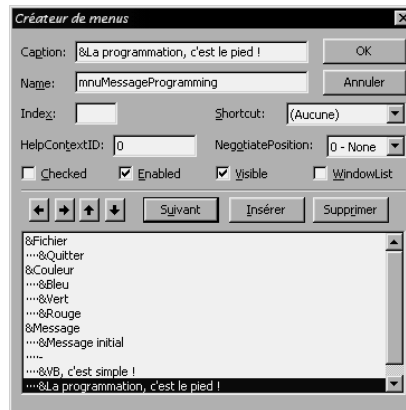 Créateur de menus
Caption: &La programmation, c'est le pied ! OK
Name: mnuMessageProgramming Annuler
Index: Shortcut: (Aucune)
HelpContextID: 0 NegotiatePosition: 0 - None
Checked Enabled Visible WindowList
Suivant Insérer Supprimer
&Fichier
····&Quitter
&Couleur
····&Bleu
····&Vert
····&Rouge
&Message
····&Message initial
····-
····&VB, c'est simple !
····&La programmation, c'est le pied !